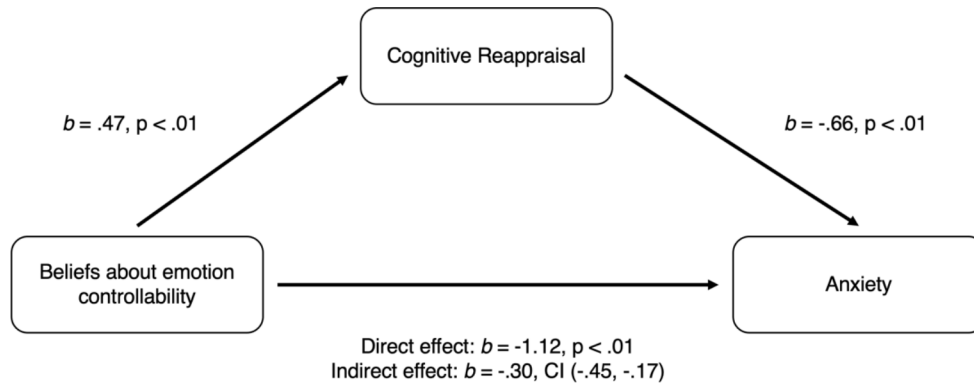 Cognitive Reappraisal
b = .47, p < .01
b = -.66, p < .01
Beliefs about emotion
controllability
Anxiety
Direct effect: b = -1.12, p < .01
Indirect effect: b = -.30, CI (-.45, -.17)